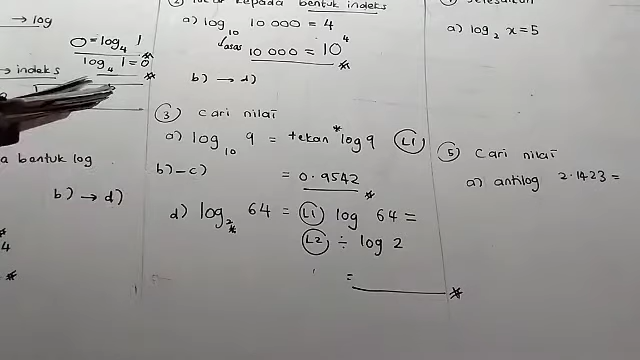 → log
0 = log₄ 1
log₄ 1 = 0
→ indeks
a bentuk log
b) → d)
4
kepada bentuk indeks
a) log₁₀ 10 000 = 4
↑asas 10 000 = 10⁴
b) → d)
③ Cari nilai
a) log₁₀ 9 = tekan *log 9 (L1)
b) – c)
= 0.9542
d) log₂ 64 = (L1) log 64 =
(L2) ÷ log 2
=
a) log₂ x = 5
⑤ Cari nilai
a) antilog 2.1423 =